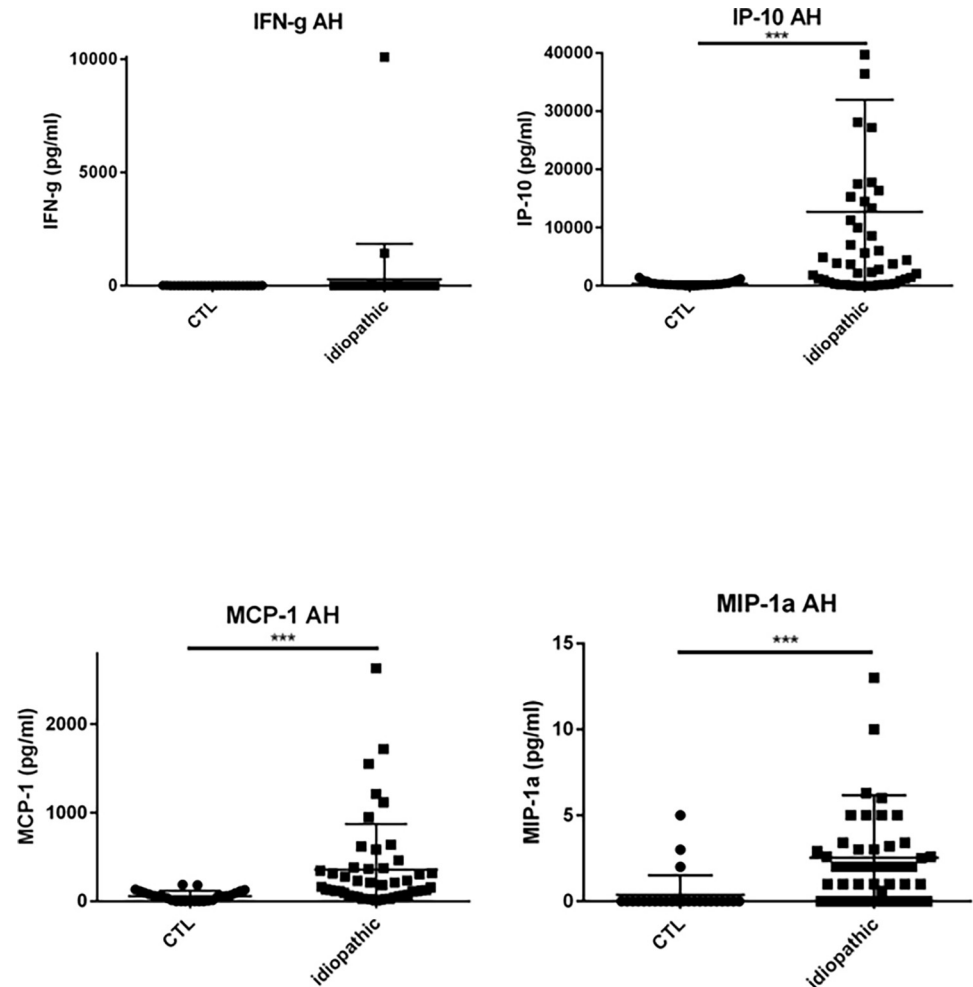 IFN-g AH
IFN-g (pg/ml)
10000
5000
0
CTL
idiopathic
IP-10 AH
***
IP-10 (pg/ml)
40000
30000
20000
10000
0
CTL
idiopathic
MCP-1 AH
***
MCP-1 (pg/ml)
2000
1000
0
CTL
idiopathic
MIP-1a AH
***
MIP-1a (pg/ml)
15
10
5
0
CTL
idiopathic